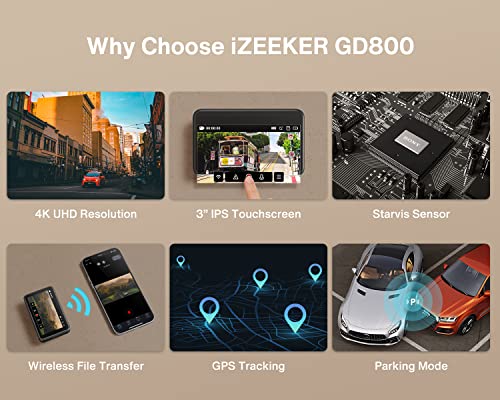 Why Choose iZEEKER GD800
SONY
4K UHD Resolution
3” IPS Touchscreen
Starvis Sensor
P
Wireless File Transfer
GPS Tracking
Parking Mode